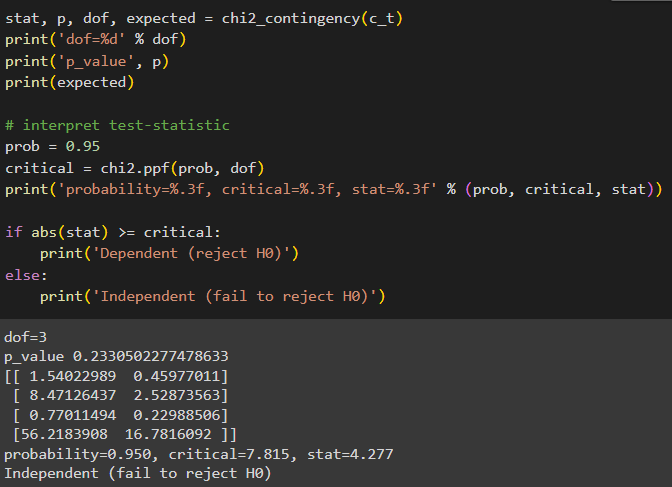 stat, p, dof, expected = chi2_contingency(c_t)
print('dof=%d' % dof)
print('p_value', p)
print(expected)

# interpret test-statistic
prob = 0.95
critical = chi2.ppf(prob, dof)
print('probability=%.3f, critical=%.3f, stat=%.3f' % (prob, critical, stat))

if abs(stat) >= critical:
    print('Dependent (reject H0)')
else:
    print('Independent (fail to reject H0)')
dof=3
p_value 0.2330502277478633
[[ 1.54022989  0.45977011]
 [ 8.47126437  2.52873563]
 [ 0.77011494  0.22988506]
 [56.2183908  16.7816092 ]]
probability=0.950, critical=7.815, stat=4.277
Independent (fail to reject H0)